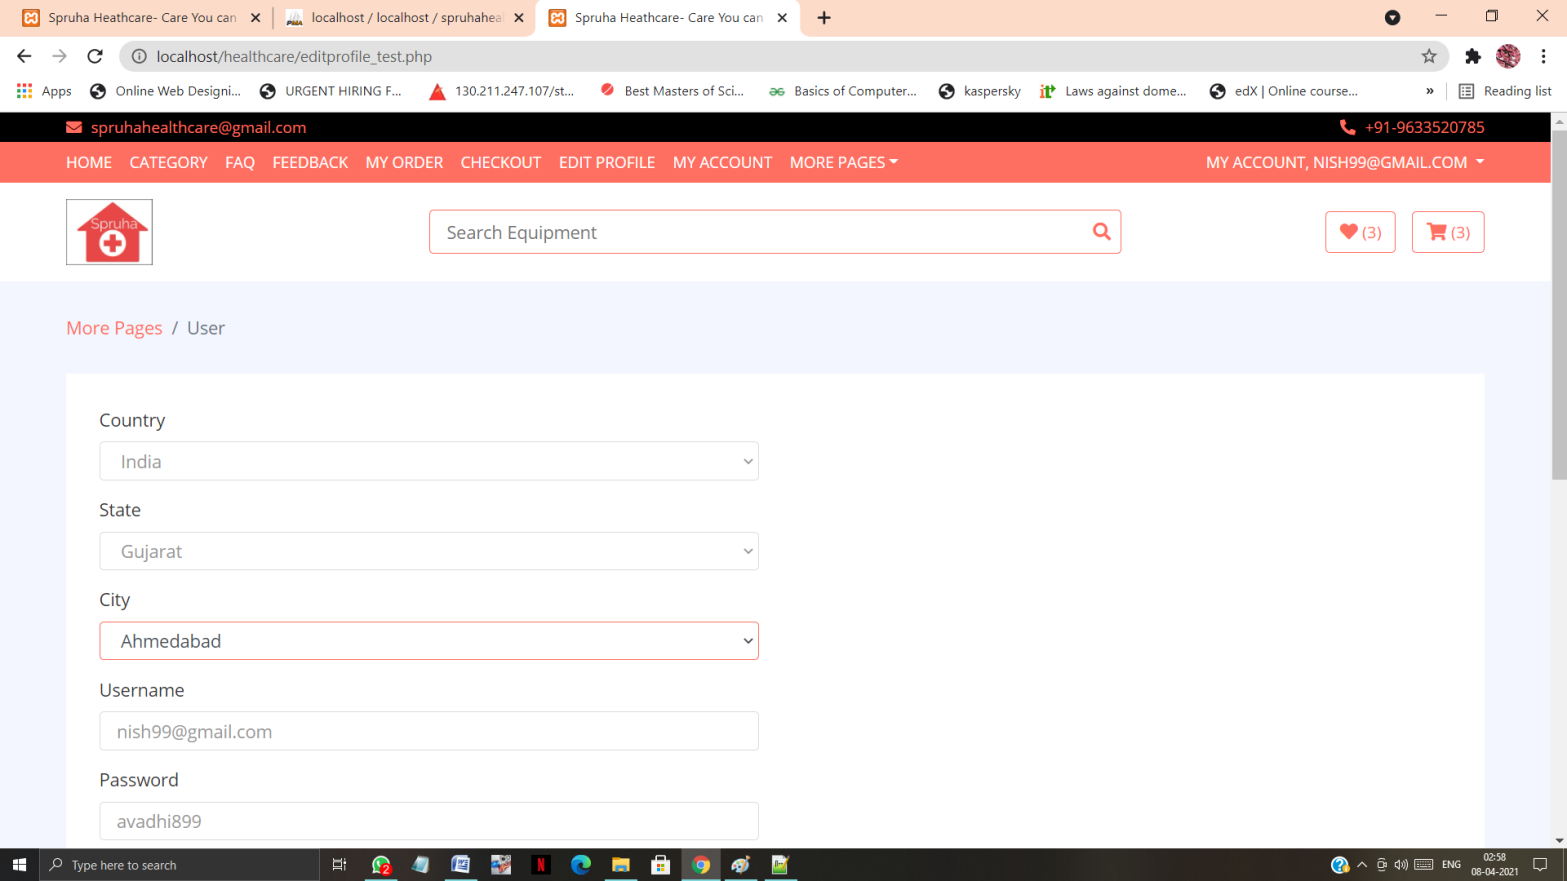 Spruha Heathcare- Care You can
localhost / localhost / spruhaheal
Spruha Heathcare- Care You can
localhost/healthcare/editprofile_test.php
Apps Online Web Designi... URGENT HIRING F... 130.211.247.107/st... Best Masters of Sci... Basics of Computer... kaspersky Laws against dome... edX | Online course... » Reading list
spruhahealthcare@gmail.com +91-9633520785
HOME CATEGORY FAQ FEEDBACK MY ORDER CHECKOUT EDIT PROFILE MY ACCOUNT MORE PAGES MY ACCOUNT, NISH99@GMAIL.COM
Spruha
Search Equipment
(3) (3)
More Pages / User
Country
India
State
Gujarat
City
Ahmedabad
Username
nish99@gmail.com
Password
avadhi899
Type here to search
2
ENG
02:58
08-04-2021